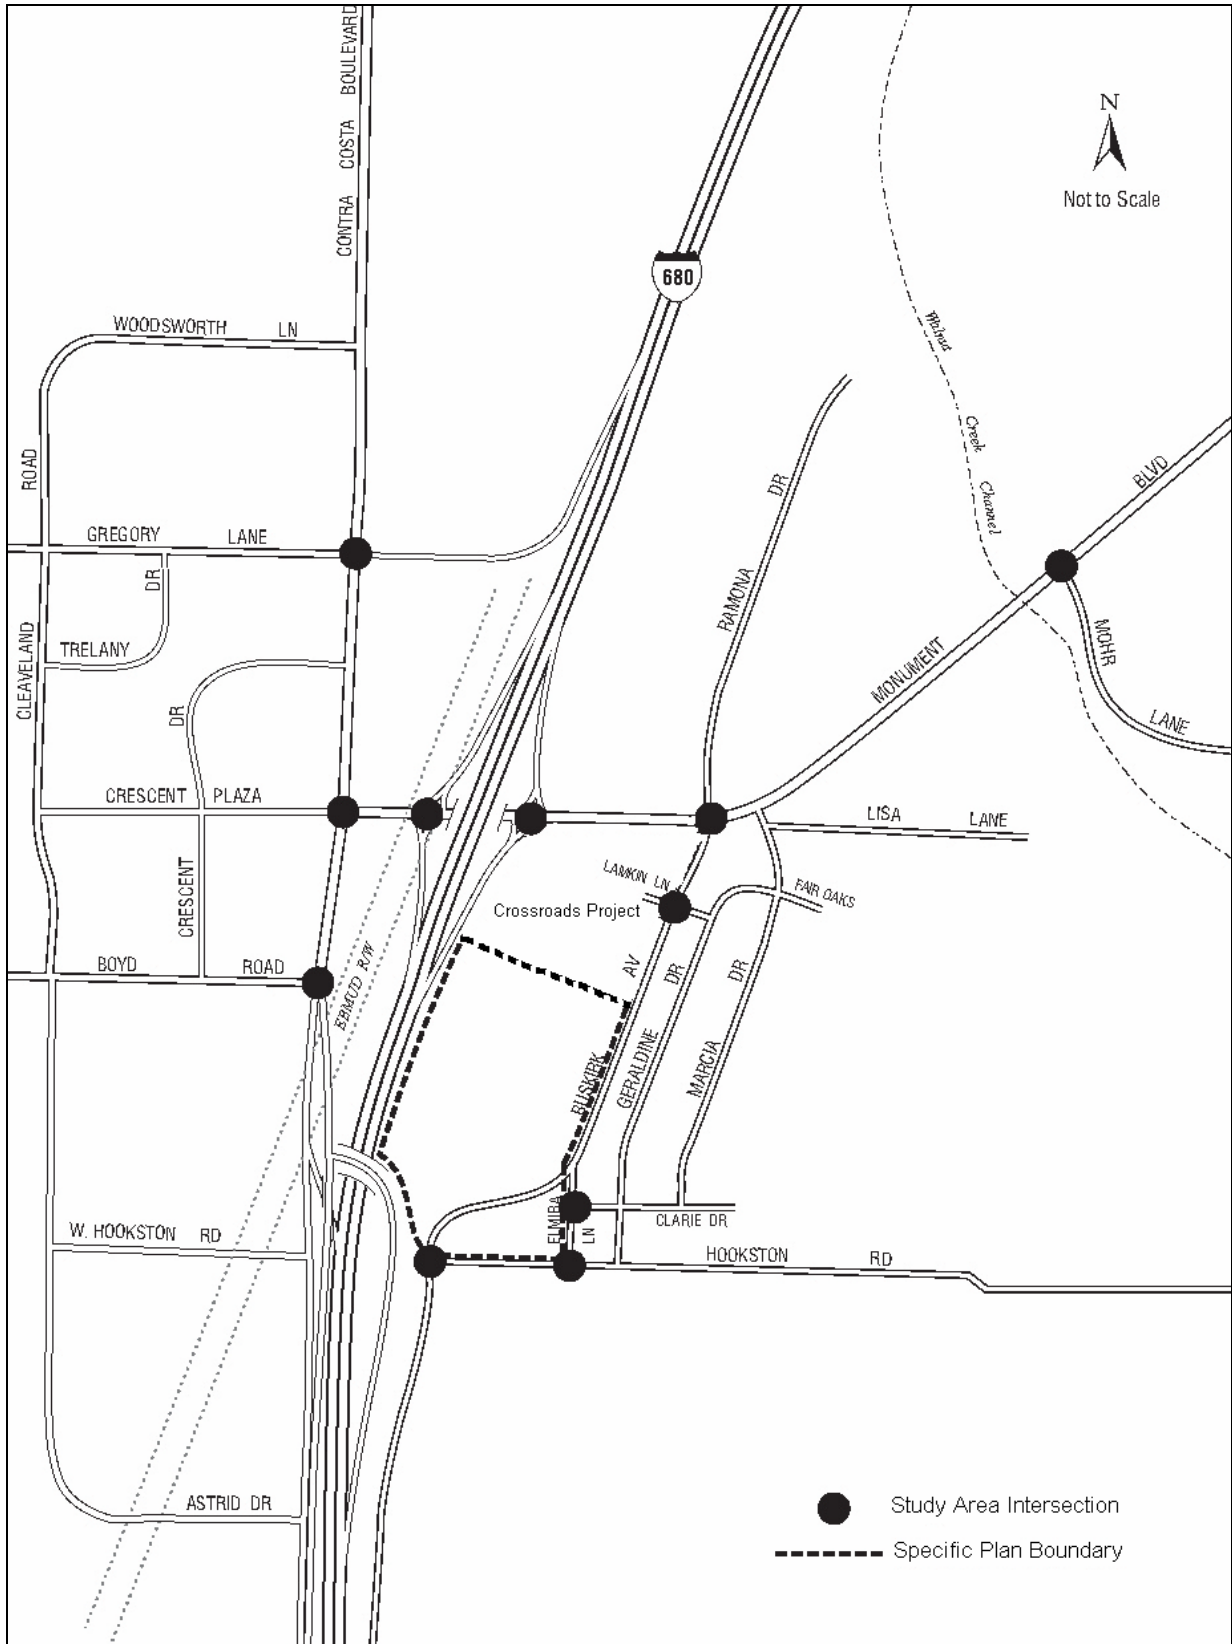 CONTRA COSTA BOULEVARD
N
Not to Scale
680
WOODSWORTH LN
Walnut Creek Channel
CLEAVELAND ROAD
GREGORY LANE
TRELANY DR
RAMONA DR
MONUMENT BLVD
MOHR LANE
CRESCENT PLAZA
CRESCENT DR
LISA LANE
LAMKIN LN
FAIR OAKS
Crossroads Project
BOYD ROAD
EBMUD R/W
BUSKIRK AV
GERALDINE DR
MARCIA DR
ELMIRA LN
CLARIE DR
W. HOOKSTON RD
HOOKSTON RD
ASTRID DR
Study Area Intersection
Specific Plan Boundary